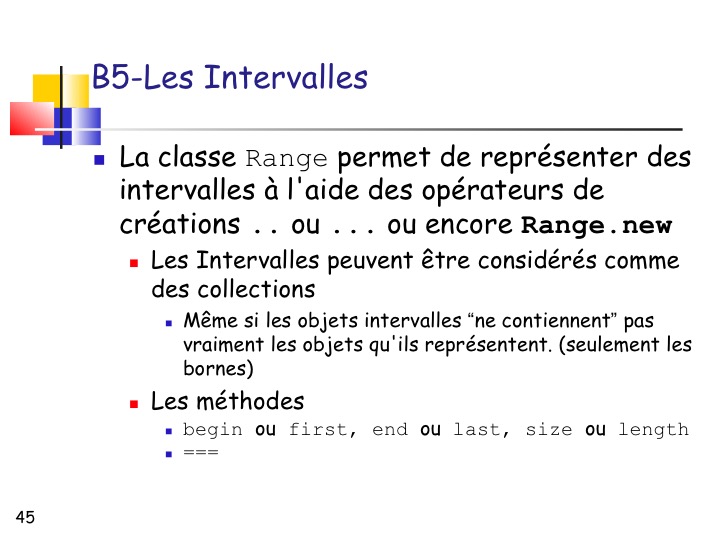 B5-Les Intervalles
La classe Range permet de représenter des
intervalles à l'aide des opérateurs de
créations .. ou ... ou encore Range.new
Les Intervalles peuvent être considérés comme
des collections
Même si les objets intervalles “ne contiennent” pas
vraiment les objets qu'ils représentent. (seulement les
bornes)
Les méthodes
begin ou first, end ou last, size ou length
===
45